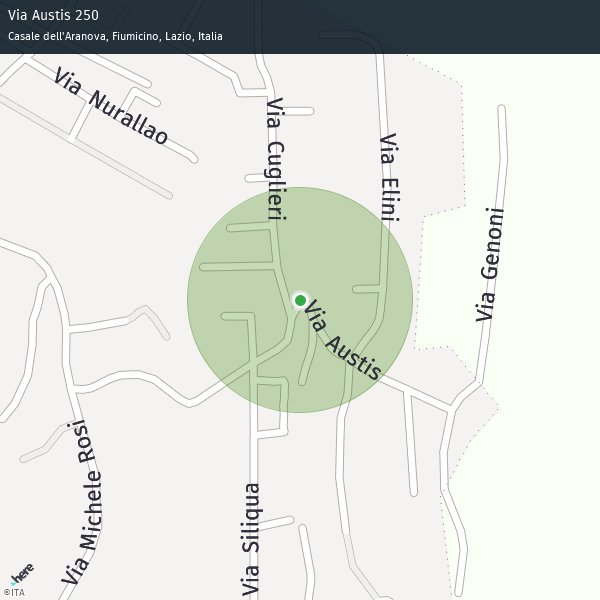 Via Austis 250
Casale dell'Aranova, Fiumicino, Lazio, Italia
Via Nurallao
Via Cuglieri
Via Elini
Via Genoni
Via Austis
Via Michele Rosi
Via Siliqua
here
©ITA